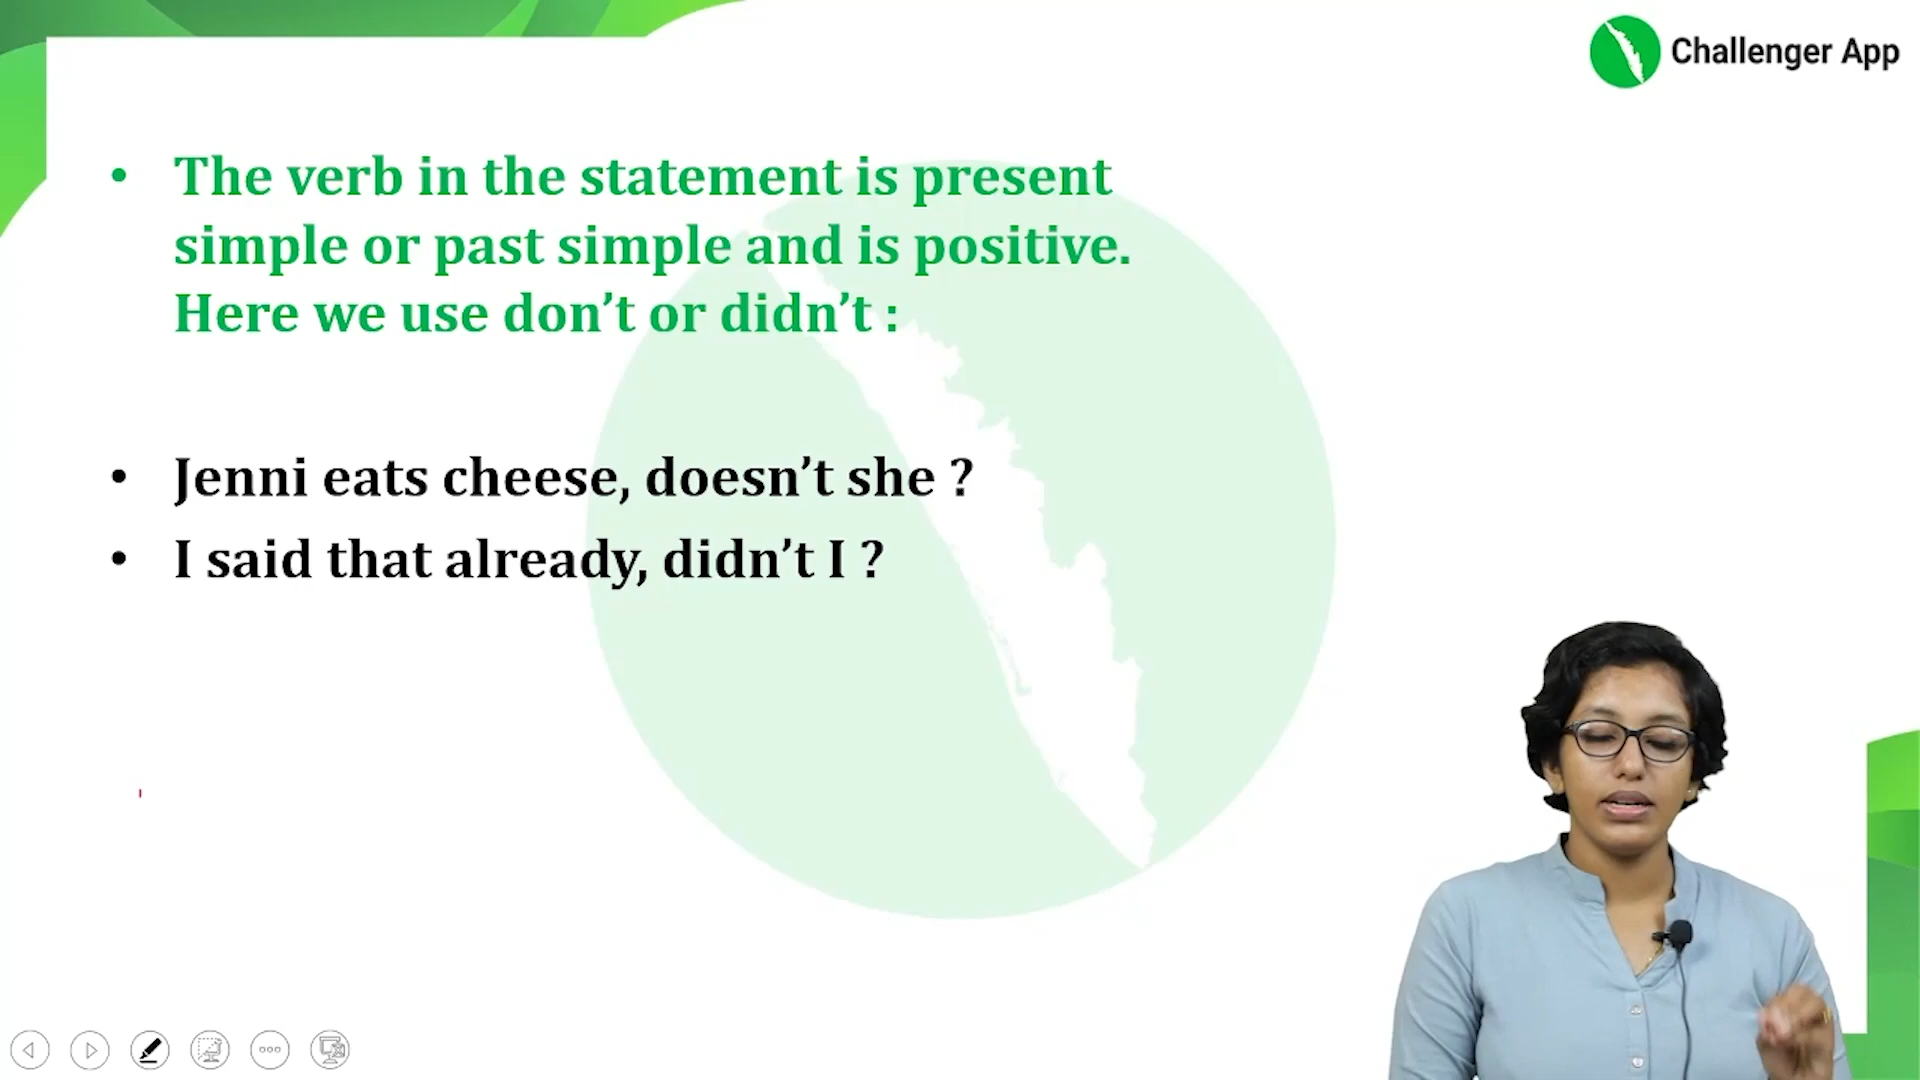 Challenger App
• The verb in the statement is present
simple or past simple and is positive.
Here we use don’t or didn’t :
• Jenni eats cheese, doesn’t she ?
• I said that already, didn’t I ?